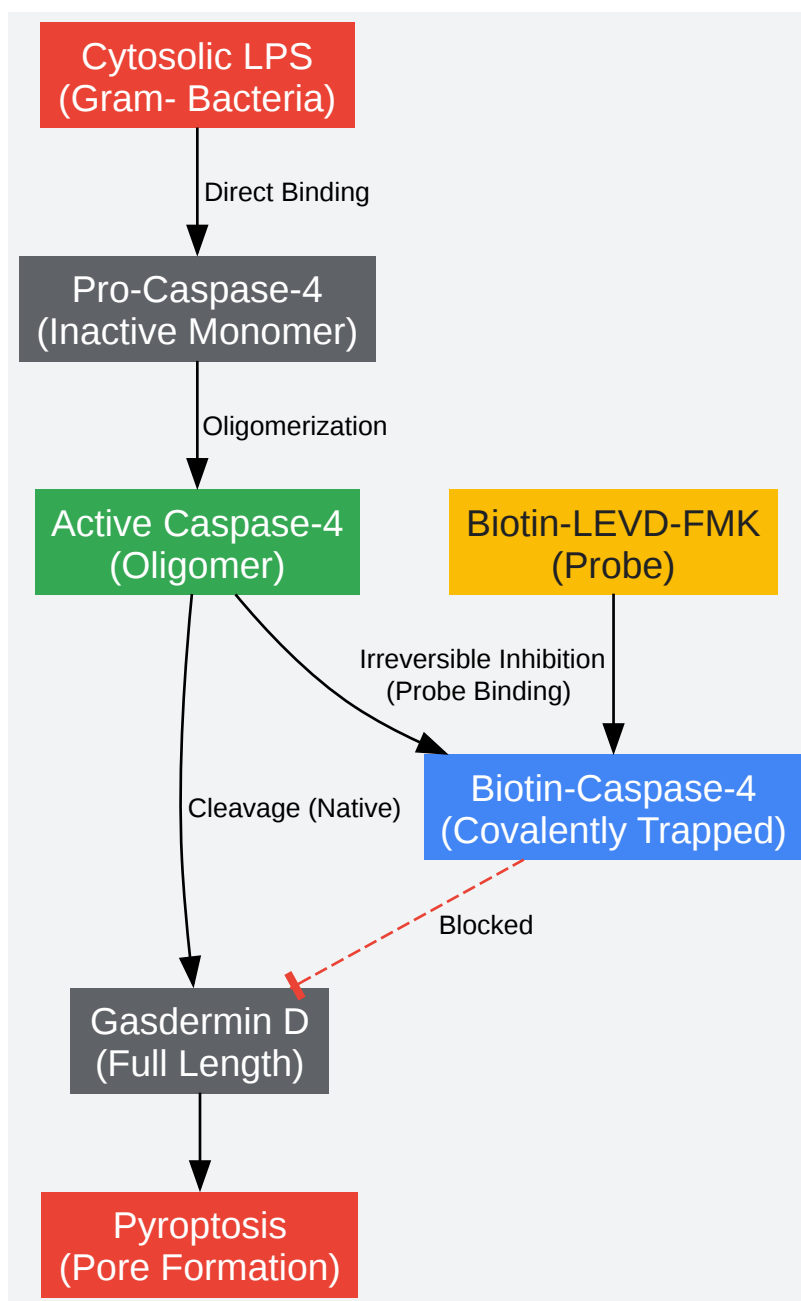 Cytosolic LPS
(Gram- Bacteria)
Direct Binding
Pro-Caspase-4
(Inactive Monomer)
Oligomerization
Active Caspase-4
(Oligomer)
Biotin-LEVD-FMK
(Probe)
Irreversible Inhibition
(Probe Binding)
Biotin-Caspase-4
(Covalently Trapped)
Cleavage (Native)
Blocked
Gasdermin D
(Full Length)
Pyroptosis
(Pore Formation)